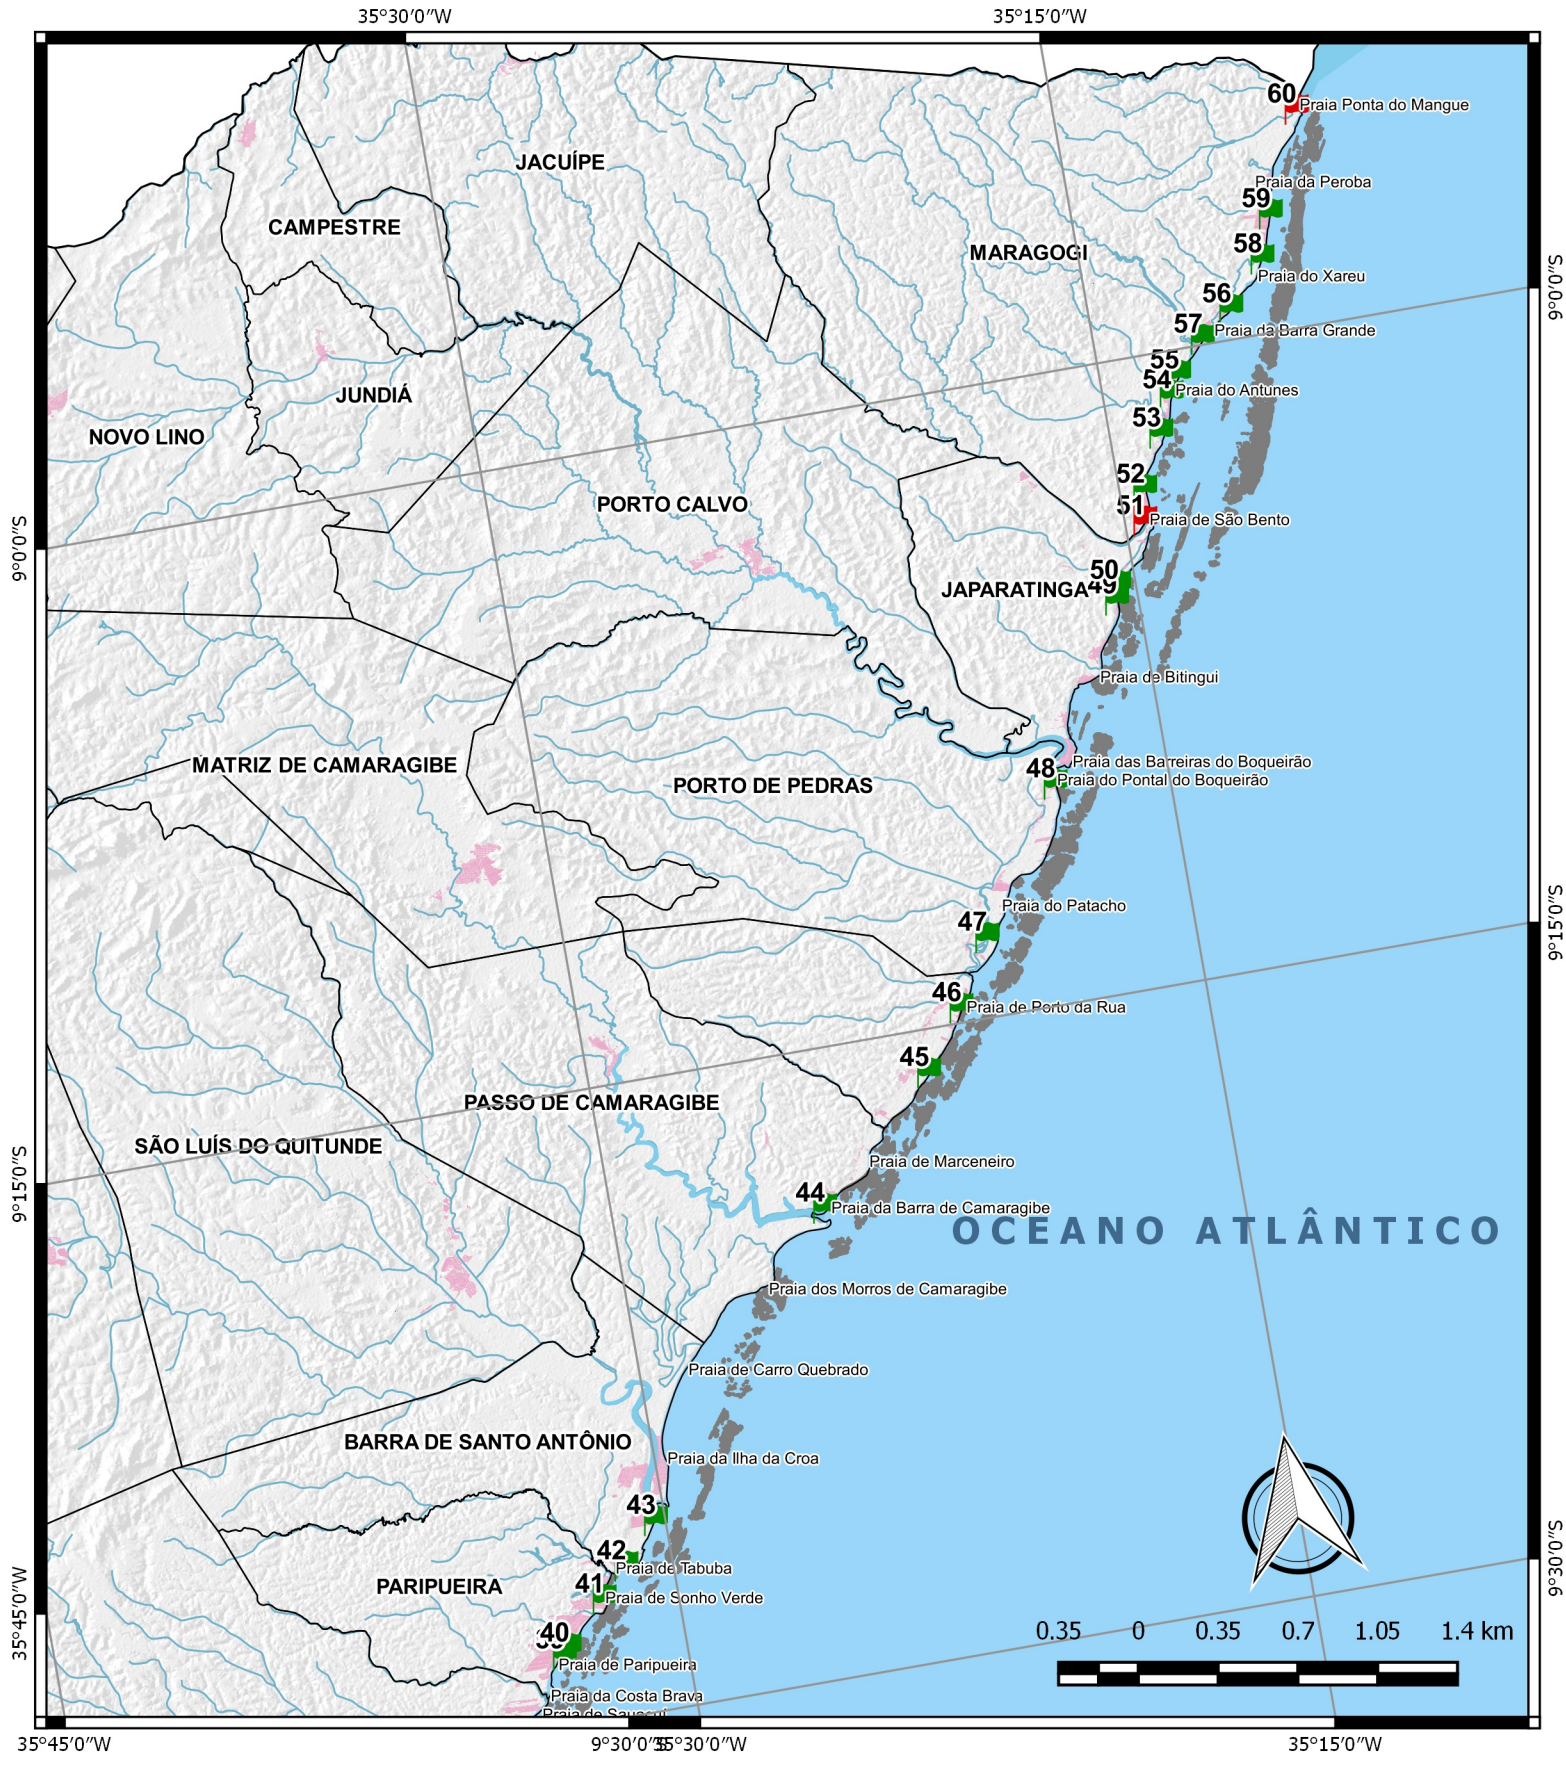 35°30′0″W
35°15′0″W
60
Praia Ponta do Mangue
JACUÍPE
Praia da Peroba
59
CAMPESTRE
MARAGOGI
58
Praia do Xareu
9°0′0″S
56
57
Praia da Barra Grande
55
54
Praia do Antunes
JUNDIÁ
53
NOVO LINO
52
51
Praia de São Bento
PORTO CALVO
9°0′0″S
50
JAPARATINGA
49
Praia de Bitingui
MATRIZ DE CAMARAGIBE
Praia das Barreiras do Boqueirão
48
Praia do Pontal do Boqueirão
PORTO DE PEDRAS
Praia do Patacho
47
9°15′0″S
46
Praia de Porto da Rua
45
PASSO DE CAMARAGIBE
SÃO LUÍS DO QUITUNDE
Praia de Marceneiro
9°15′0″S
44
Praia da Barra de Camaragibe
OCEANO ATLÂNTICO
Praia dos Morros de Camaragibe
Praia de Carro Quebrado
BARRA DE SANTO ANTÔNIO
Praia da Ilha da Croa
43
42
Praia de Tabuba
9°30′0″S
41
PARIPUEIRA
Praia de Sonho Verde
35°45′0″W
40
Praia de Paripueira
0.35 0 0.35 0.7 1.05 1.4 km
Praia da Costa Brava
Praia de Sauaçuí
35°45′0″W
9°30′0″S
35°30′0″W
35°15′0″W